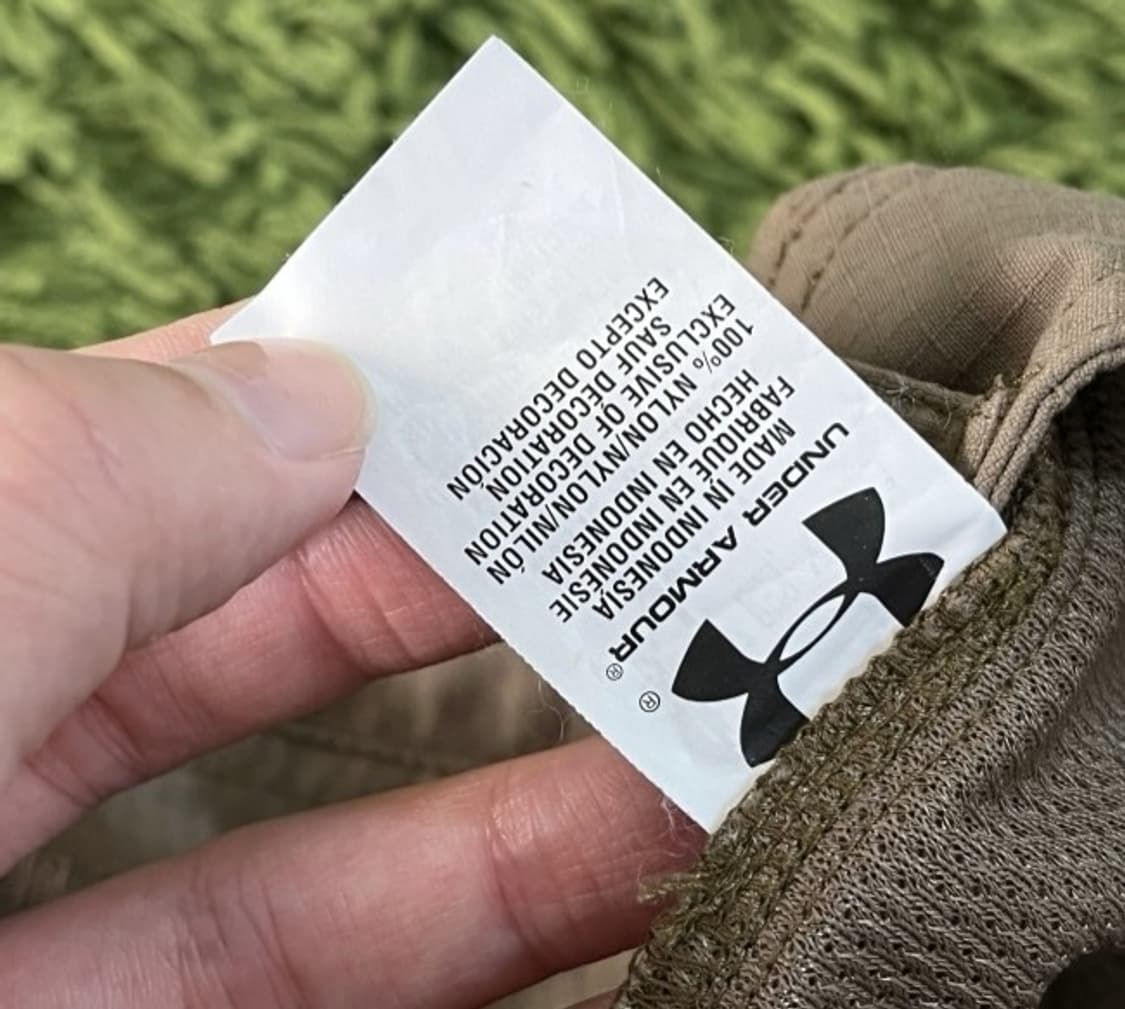 ®
UNDER ARMOUR®
MADE IN INDONESIA
FABRIQUÉ EN INDONÉSIE
HECHO EN INDONESIA
100% NYLON/NYLON/NILÓN
EXCLUSIVE OF DECORATION
SAUF DÉCORATION
EXCEPTO DECORACIÓN